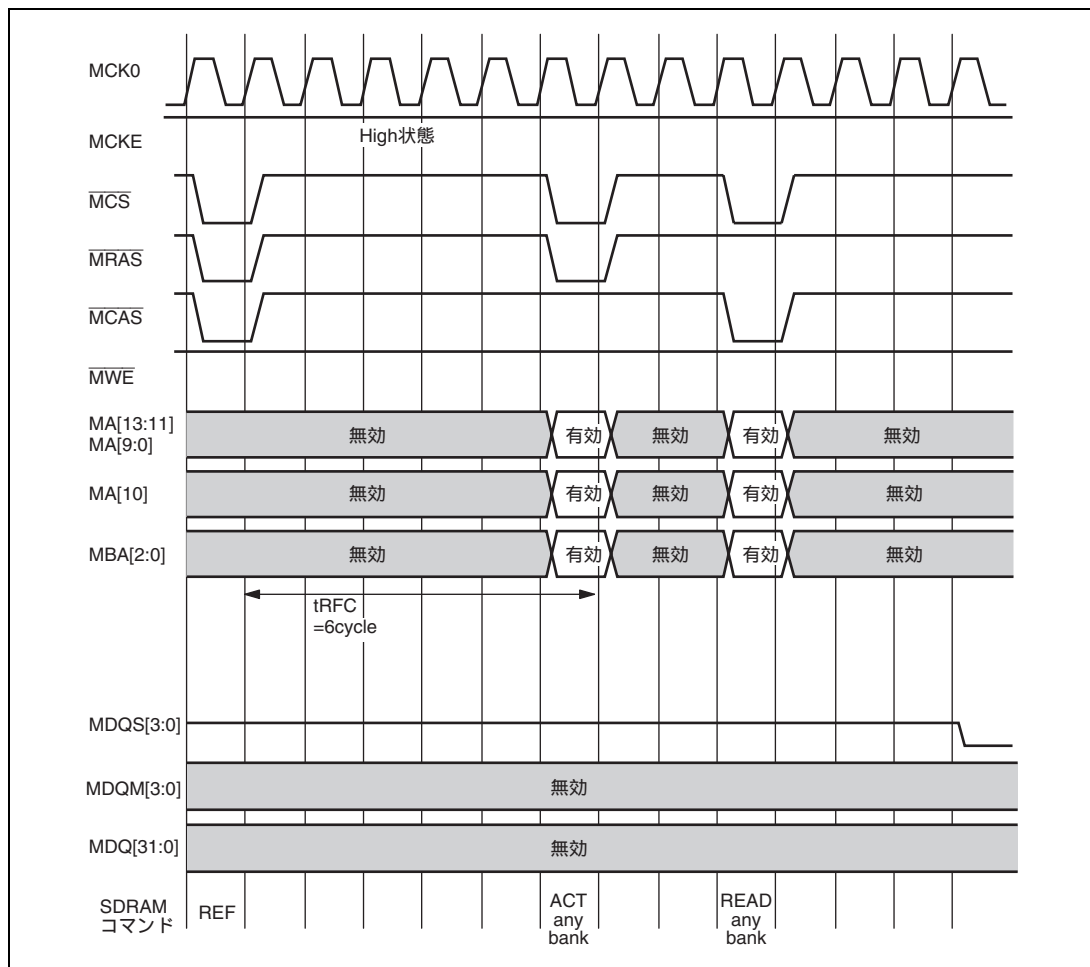 MCK0
MCKE
High状態
MCS
MRAS
MCAS
MWE
MA[13:11]
MA[9:0]
無効 有効 無効 有効 無効
MA[10]
無効 有効 無効 有効 無効
MBA[2:0]
無効 有効 無効 有効 無効
tRFC
=6cycle
MDQS[3:0]
MDQM[3:0]
無効
MDQ[31:0]
無効
SDRAM
コマンド
REF
ACT
any
bank
READ
any
bank